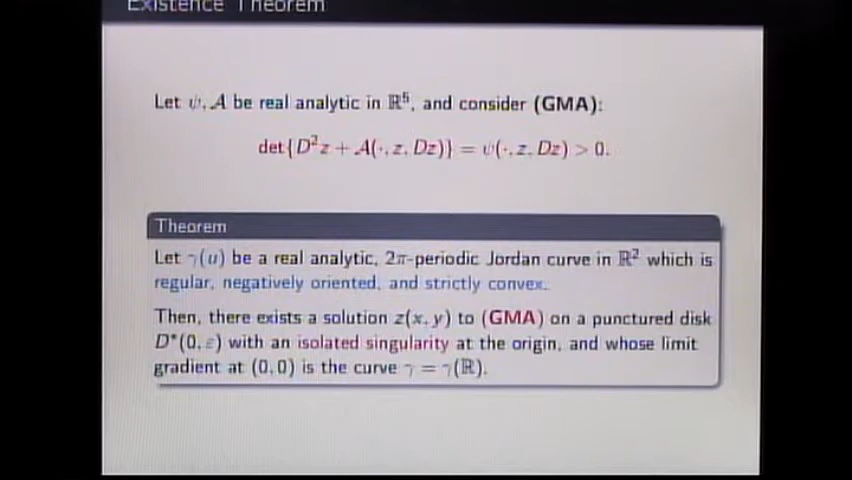 Existence Theorem
Let ψ, A be real analytic in ℝ⁵, and consider (GMA):
det{D²z + A(·, z, Dz)} = ψ(·, z, Dz) > 0.
Theorem
Let γ(u) be a real analytic, 2π-periodic Jordan curve in ℝ² which is
regular, negatively oriented, and strictly convex.
Then, there exists a solution z(x, y) to (GMA) on a punctured disk
D*(0, ε) with an isolated singularity at the origin, and whose limit
gradient at (0, 0) is the curve γ = γ(ℝ).